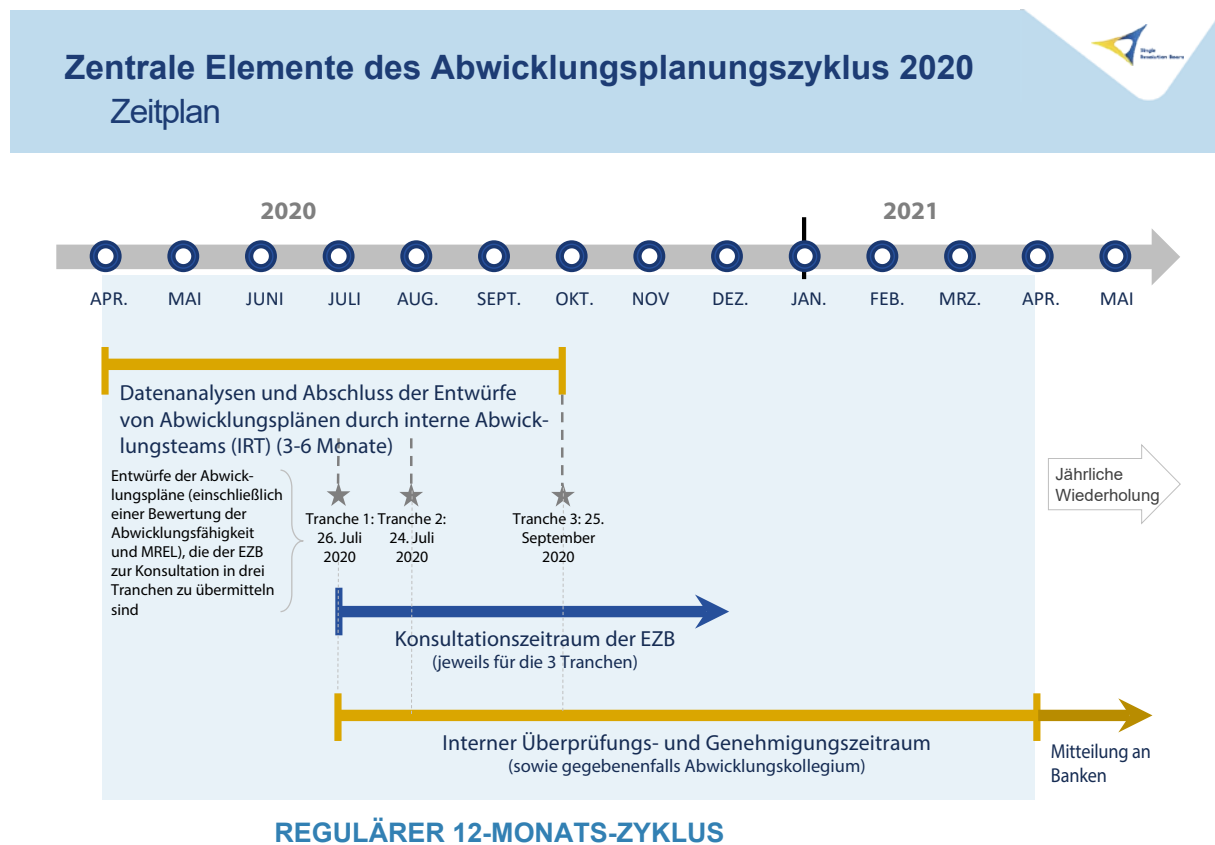 Zentrale Elemente des Abwicklungsplanungszyklus 2020
Zeitplan
Single
Resolution Board
2020
2021
APR.
MAI
JUNI
JULI
AUG.
SEPT.
OKT.
NOV
DEZ.
JAN.
FEB.
MRZ.
APR.
MAI
Datenanalysen und Abschluss der Entwürfe
von Abwicklungsplänen durch interne Abwick-
lungsteams (IRT) (3-6 Monate)
Entwürfe der Abwick-
lungspläne (einschließlich
einer Bewertung der
Abwicklungsfähigkeit
und MREL), die der EZB
zur Konsultation in drei
Tranchen zu übermitteln
sind
Tranche 1:
26. Juli
2020
Tranche 2:
24. Juli
2020
Tranche 3: 25.
September
2020
Jährliche
Wiederholung
Konsultationszeitraum der EZB
(jeweils für die 3 Tranchen)
Interner Überprüfungs- und Genehmigungszeitraum
(sowie gegebenenfalls Abwicklungskollegium)
Mitteilung an
Banken
REGULÄRER 12-MONATS-ZYKLUS